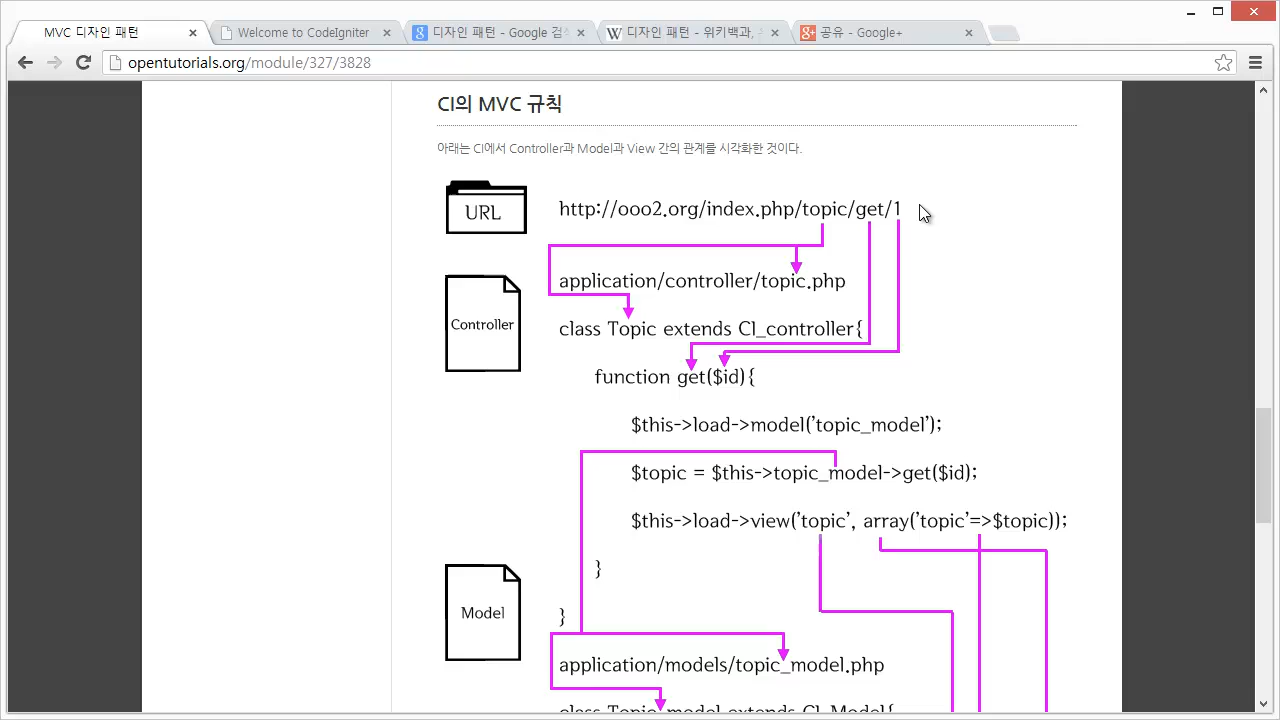 MVC 디자인 패턴
Welcome to CodeIgniter
디자인 패턴 - Google 검색
디자인 패턴 - 위키백과,
공유 - Google+
opentutorials.org/module/327/3828
CI의 MVC 규칙
아래는 CI에서 Controller과 Model과 View 간의 관계를 시각화한 것이다.
URL
http://ooo2.org/index.php/topic/get/1
application/controller/topic.php
Controller
class Topic extends CI_controller{
function get($id){
$this->load->model('topic_model');
$topic = $this->topic_model->get($id);
$this->load->view('topic', array('topic'=>$topic));
}
Model
}
application/models/topic_model.php
class Topic_model extends CI_Model{